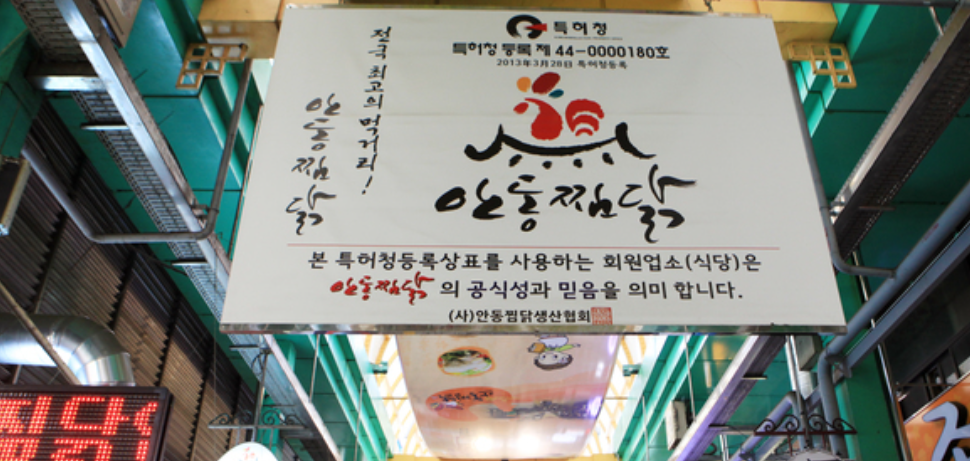 특허청
특허청 등록 제 44-0000180호
2013年3月28日 특허청등록
전국 최고의 먹거리!
안동찜닭
안동찜닭
본 특허청등록상표를 사용하는 회원업소(식당)은
안동찜닭 의 공식성과 믿음을 의미 합니다.
(사)안동찜닭생산협회